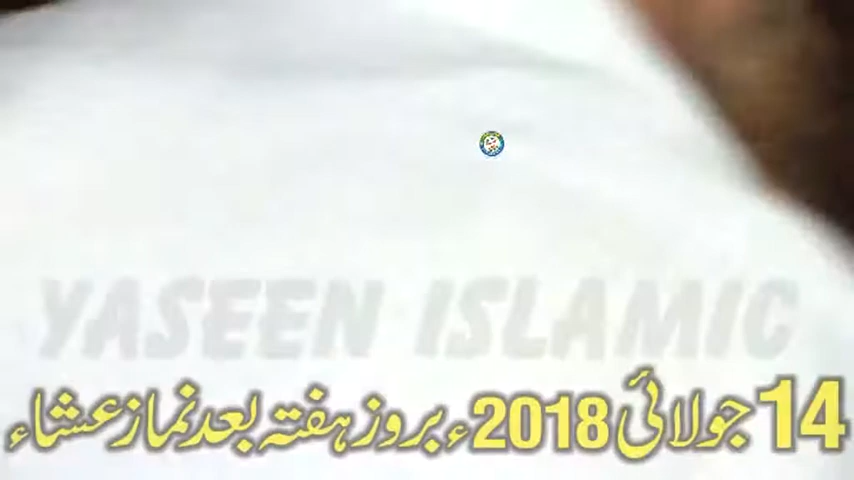 YASEEN ISLAMIC
14 جولائی 2018ء بروز ہفتہ بعد نماز عشاء